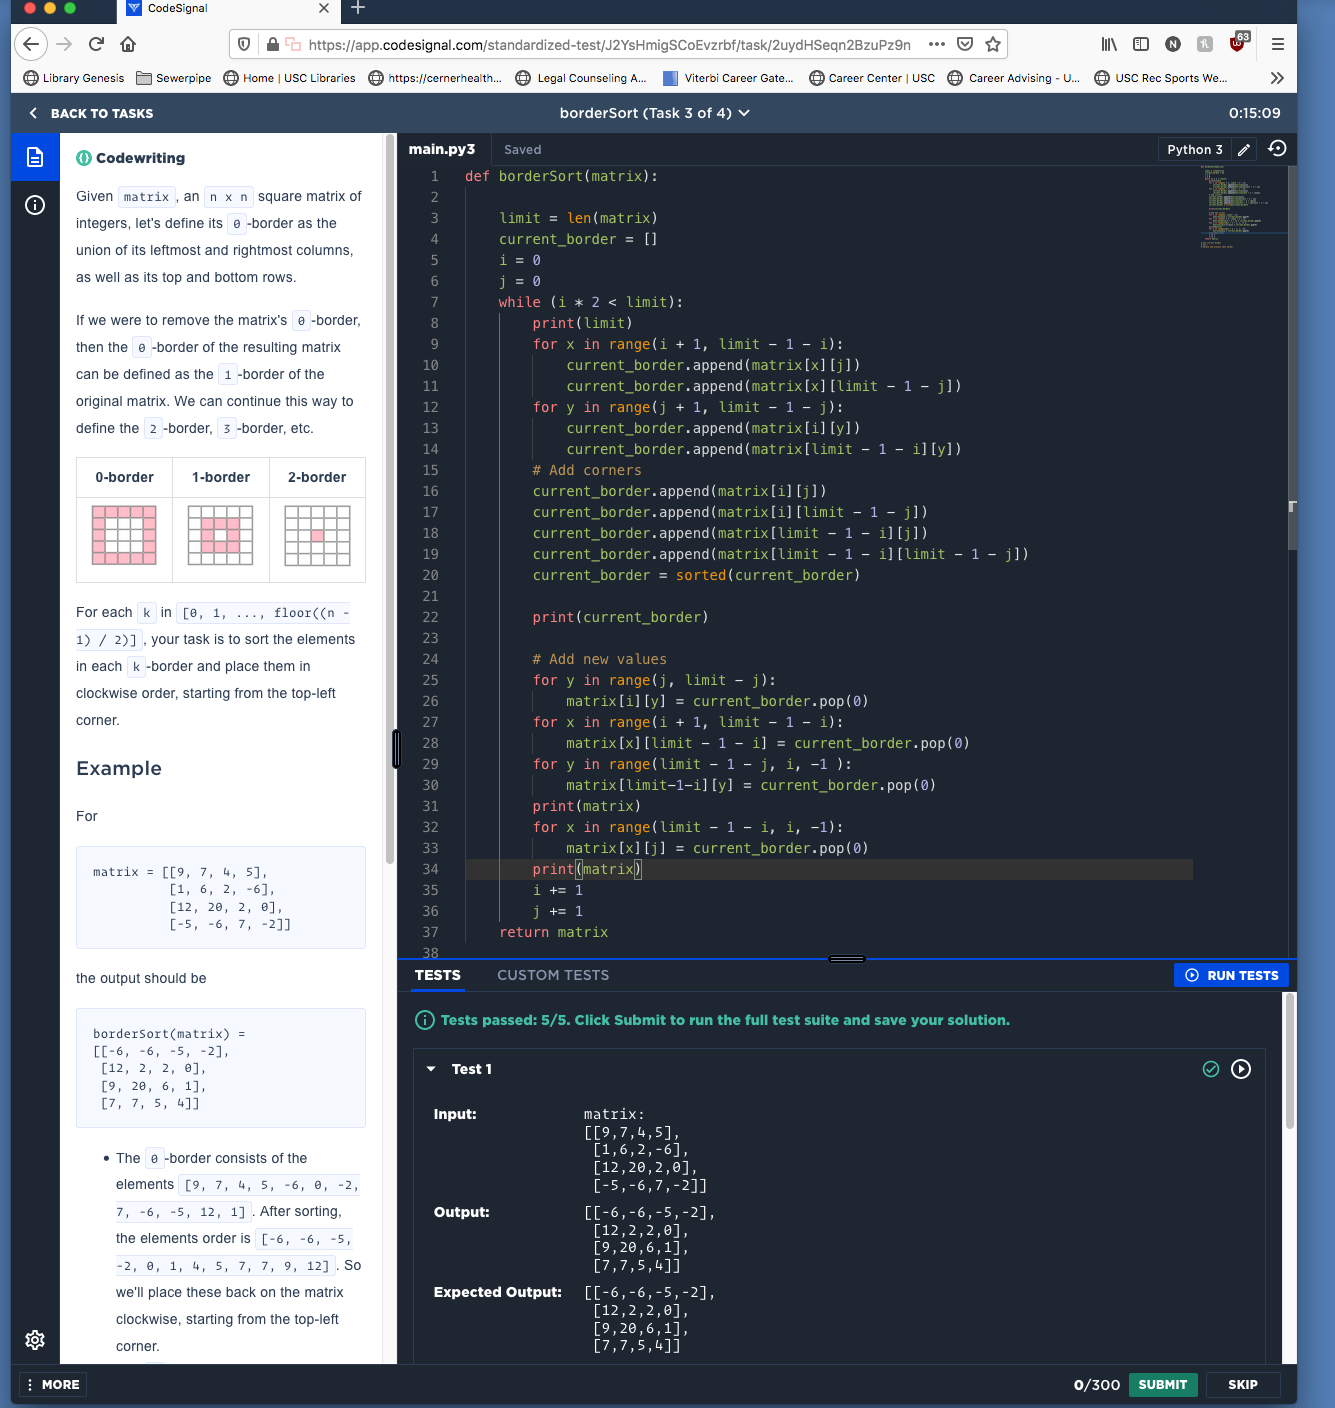 CodeSignal
https://app.codesignal.com/standardized-test/J2YsHmigSCoEvzrbf/task/2uydHSeqn2BzuPz9n
63
Library Genesis Sewerpipe Home | USC Libraries https://cernerhealth... Legal Counseling A... Viterbi Career Gate... Career Center | USC Career Advising - U... USC Rec Sports We...
BACK TO TASKS
borderSort (Task 3 of 4)
0:15:09
Codewriting
Given matrix, an n x n square matrix of
integers, let's define its 0-border as the
union of its leftmost and rightmost columns,
as well as its top and bottom rows.
If we were to remove the matrix's 0-border,
then the 0-border of the resulting matrix
can be defined as the 1-border of the
original matrix. We can continue this way to
define the 2-border, 3-border, etc.
0-border 1-border 2-border
For each k in [0, 1, ..., floor((n -
1) / 2)], your task is to sort the elements
in each k-border and place them in
clockwise order, starting from the top-left
corner.
Example
For
matrix = [[9, 7, 4, 5],
[1, 6, 2, -6],
[12, 20, 2, 0],
[-5, -6, 7, -2]]
the output should be
borderSort(matrix) =
[[-6, -6, -5, -2],
[12, 2, 2, 0],
[9, 20, 6, 1],
[7, 7, 5, 4]]
• The 0-border consists of the
elements [9, 7, 4, 5, -6, 0, -2,
7, -6, -5, 12, 1]. After sorting,
the elements order is [-6, -6, -5,
-2, 0, 1, 4, 5, 7, 7, 9, 12]. So
we'll place these back on the matrix
clockwise, starting from the top-left
corner.
MORE
main.py3 Saved Python 3
1 def borderSort(matrix):
2
3 limit = len(matrix)
4 current_border = []
5 i = 0
6 j = 0
7 while (i * 2 < limit):
8 print(limit)
9 for x in range(i + 1, limit - 1 - i):
10 current_border.append(matrix[x][j])
11 current_border.append(matrix[x][limit - 1 - j])
12 for y in range(j + 1, limit - 1 - j):
13 current_border.append(matrix[i][y])
14 current_border.append(matrix[limit - 1 - i][y])
15 # Add corners
16 current_border.append(matrix[i][j])
17 current_border.append(matrix[i][limit - 1 - j])
18 current_border.append(matrix[limit - 1 - i][j])
19 current_border.append(matrix[limit - 1 - i][limit - 1 - j])
20 current_border = sorted(current_border)
21
22 print(current_border)
23
24 # Add new values
25 for y in range(j, limit - j):
26 matrix[i][y] = current_border.pop(0)
27 for x in range(i + 1, limit - 1 - i):
28 matrix[x][limit - 1 - i] = current_border.pop(0)
29 for y in range(limit - 1 - j, i, -1 ):
30 matrix[limit-1-i][y] = current_border.pop(0)
31 print(matrix)
32 for x in range(limit - 1 - i, i, -1):
33 matrix[x][j] = current_border.pop(0)
34 print(matrix)
35 i += 1
36 j += 1
37 return matrix
38
TESTS CUSTOM TESTS RUN TESTS
Tests passed: 5/5. Click Submit to run the full test suite and save your solution.
Test 1
Input: matrix:
[[9,7,4,5],
[1,6,2,-6],
[12,20,2,0],
[-5,-6,7,-2]]
Output: [[-6,-6,-5,-2],
[12,2,2,0],
[9,20,6,1],
[7,7,5,4]]
Expected Output: [[-6,-6,-5,-2],
[12,2,2,0],
[9,20,6,1],
[7,7,5,4]]
0/300 SUBMIT SKIP